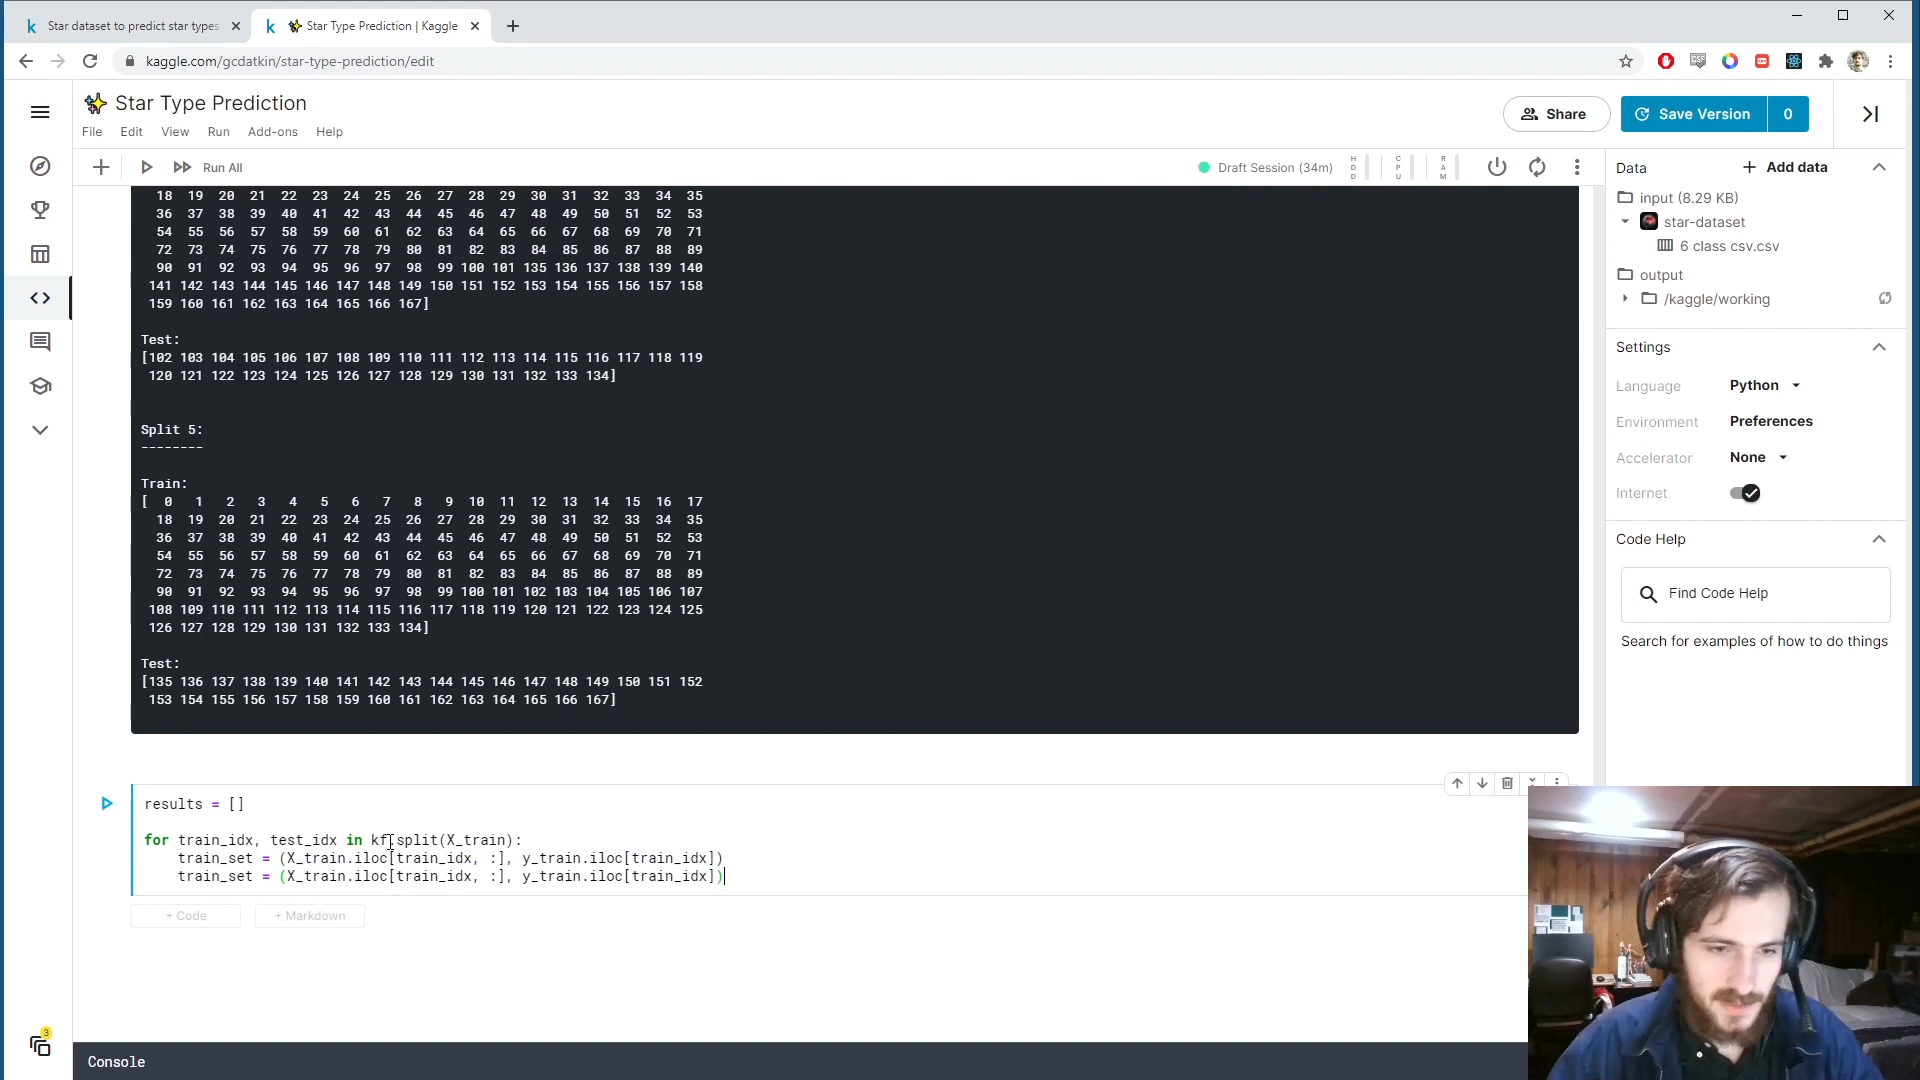 Star dataset to predict star types
Star Type Prediction | Kaggle
kaggle.com/gcdatkin/star-type-prediction/edit
Star Type Prediction
File Edit View Run Add-ons Help
Share
Save Version 0
Run All
Draft Session (34m)
HDD
CPU
RAM
18 19 20 21 22 23 24 25 26 27 28 29 30 31 32 33 34 35
36 37 38 39 40 41 42 43 44 45 46 47 48 49 50 51 52 53
54 55 56 57 58 59 60 61 62 63 64 65 66 67 68 69 70 71
72 73 74 75 76 77 78 79 80 81 82 83 84 85 86 87 88 89
90 91 92 93 94 95 96 97 98 99 100 101 135 136 137 138 139 140
141 142 143 144 145 146 147 148 149 150 151 152 153 154 155 156 157 158
159 160 161 162 163 164 165 166 167]
Test:
[102 103 104 105 106 107 108 109 110 111 112 113 114 115 116 117 118 119
120 121 122 123 124 125 126 127 128 129 130 131 132 133 134]
Split 5:
--------
Train:
[ 0 1 2 3 4 5 6 7 8 9 10 11 12 13 14 15 16 17
18 19 20 21 22 23 24 25 26 27 28 29 30 31 32 33 34 35
36 37 38 39 40 41 42 43 44 45 46 47 48 49 50 51 52 53
54 55 56 57 58 59 60 61 62 63 64 65 66 67 68 69 70 71
72 73 74 75 76 77 78 79 80 81 82 83 84 85 86 87 88 89
90 91 92 93 94 95 96 97 98 99 100 101 102 103 104 105 106 107
108 109 110 111 112 113 114 115 116 117 118 119 120 121 122 123 124 125
126 127 128 129 130 131 132 133 134]
Test:
[135 136 137 138 139 140 141 142 143 144 145 146 147 148 149 150 151 152
153 154 155 156 157 158 159 160 161 162 163 164 165 166 167]
results = []
for train_idx, test_idx in kf.split(X_train):
train_set = (X_train.iloc[train_idx, :], y_train.iloc[train_idx])
train_set = (X_train.iloc[train_idx, :], y_train.iloc[train_idx])
+ Code + Markdown
Console
3
Data
Add data
input (8.29 KB)
star-dataset
6 class csv.csv
output
/kaggle/working
Settings
Language Python
Environment Preferences
Accelerator None
Internet
Code Help
Find Code Help
Search for examples of how to do things